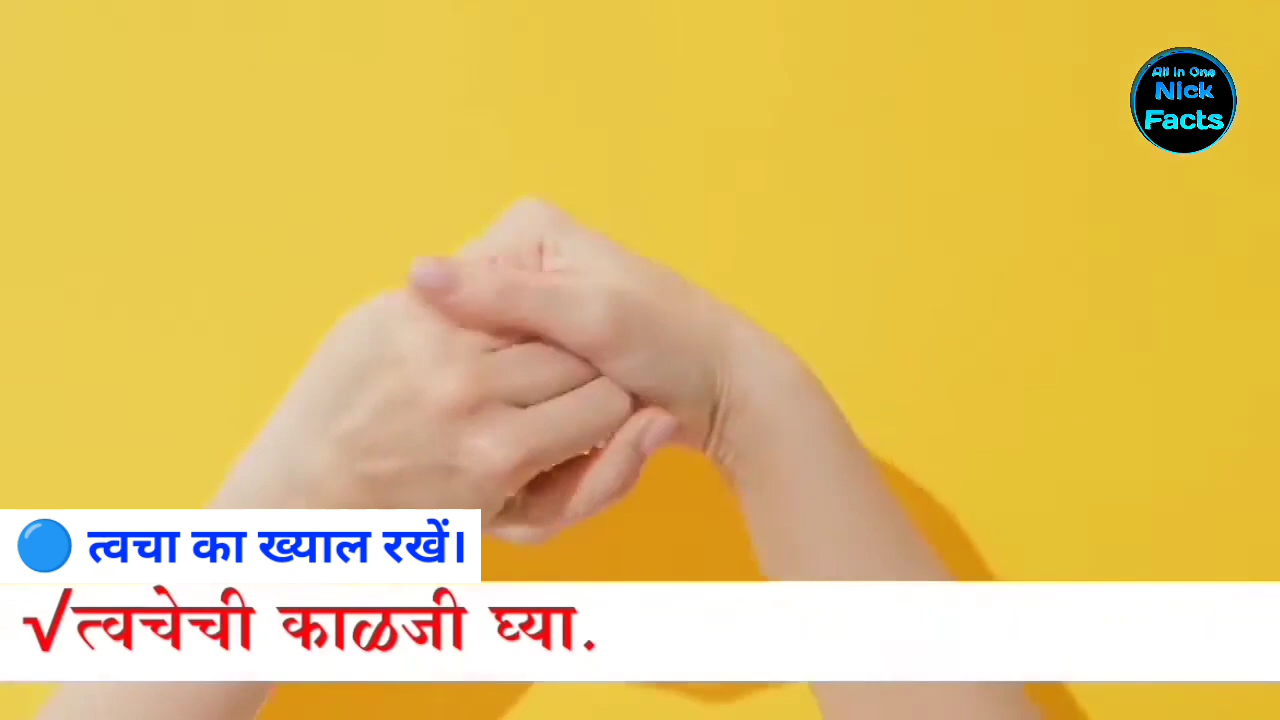 All in One
Nick
Facts
🔵 त्वचा का ख्याल रखें।
√त्वचेची काळजी घ्या.